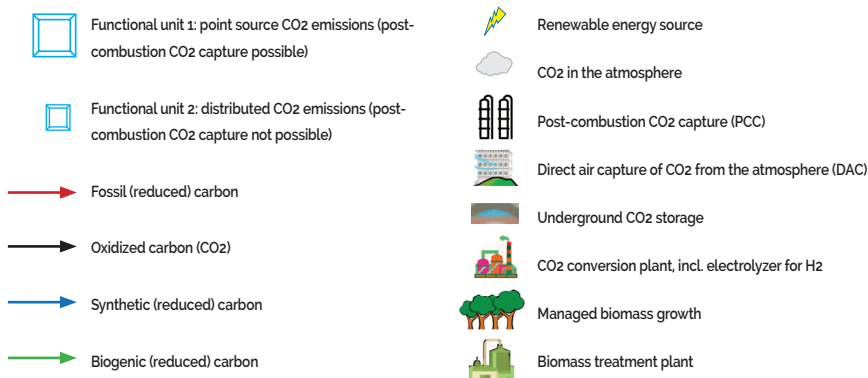 Functional unit 1: point source CO2 emissions (post-
combustion CO2 capture possible)
Functional unit 2: distributed CO2 emissions (post-
combustion CO2 capture not possible)
Fossil (reduced) carbon
Oxidized carbon (CO2)
Synthetic (reduced) carbon
Biogenic (reduced) carbon
Renewable energy source
CO2 in the atmosphere
Post-combustion CO2 capture (PCC)
Direct air capture of CO2 from the atmosphere (DAC)
Underground CO2 storage
CO2 conversion plant, incl. electrolyzer for H2
Managed biomass growth
Biomass treatment plant